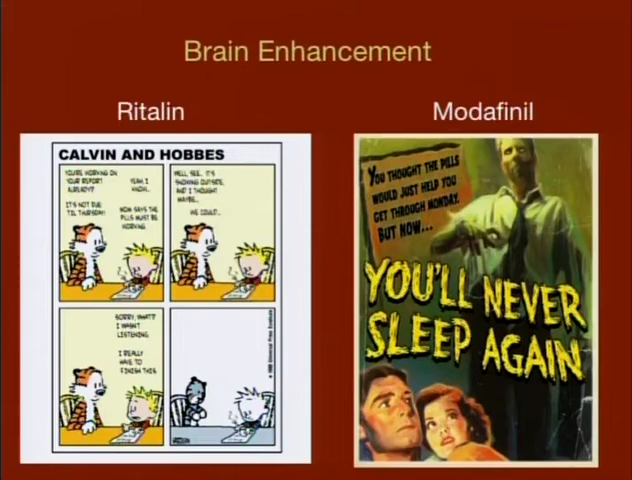 Brain Enhancement
Ritalin
Modafinil
CALVIN AND HOBBES
YOU'RE WORKING ON
YOUR REPORT
ALREADY?
YEAH, I
KNOW...
IT'S NOT DUE
'TIL THURSDAY!
MOM SAYS THE
PILLS MUST BE
WORKING.
WELL, SEE.. IT'S
SNOWING OUTSIDE,
AND I THOUGHT
MAYBE...
WE COULD...
SORRY, WHAT?
I WASN'T
LISTENING.
I REALLY
HAVE TO
FINISH THIS.
YOU THOUGHT THE PILLS
WOULD JUST HELP YOU
GET THROUGH MONDAY.
BUT NOW...
YOU'LL NEVER
SLEEP AGAIN